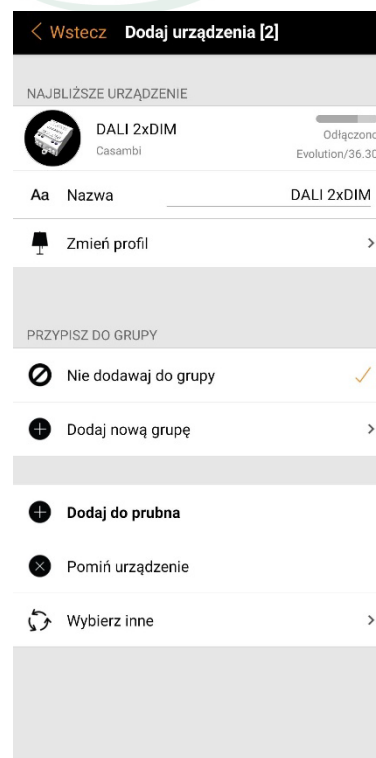 Wstecz Dodaj urządzenia [2]
NAJBLIŻSZE URZĄDZENIE
DALI 2xDIM
Casambi
Odłączono
Evolution/36.30
Aa Nazwa DALI 2xDIM
Zmień profil
PRZYPISZ DO GRUPY
Nie dodawaj do grupy
Dodaj nową grupę
Dodaj do prubna
Pomiń urządzenie
Wybierz inne